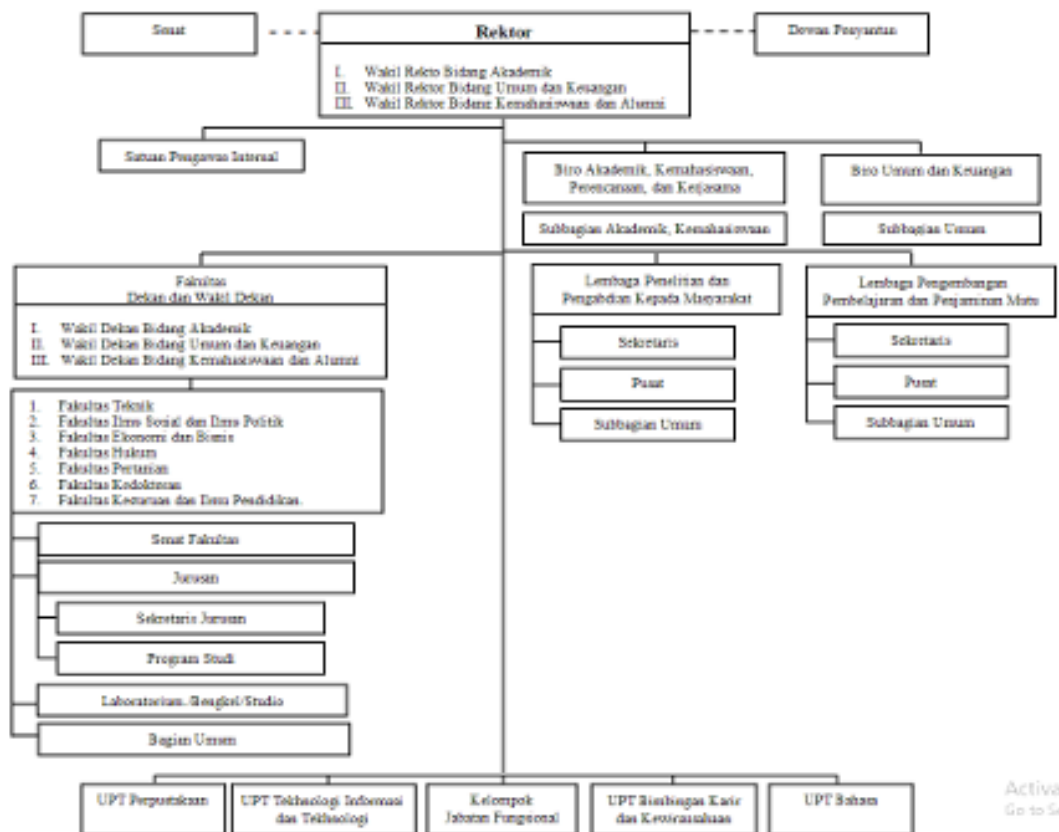 Senat
Rektor
Dewan Penyantun
I. Wakil Rekto Bidang Akademik
II. Wakil Rektor Bidang Umum dan Keuangan
III. Wakil Rektor Bidang Kemahasiswaan dan Alumni
Satuan Pengawas Internal
Biro Akademik, Kemahasiswaan,
Perencanaan, dan Kerjasama
Biro Umum dan Keuangan
Subbagian Akademik, Kemahasiswaan
Subbagian Umum
Fakultas
Dekan dan Wakil Dekan
I. Wakil Dekan Bidang Akademik
II. Wakil Dekan Bidang Umum dan Keuangan
III. Wakil Dekan Bidang Kemahasiswaan dan Alumni
Lembaga Penelitian dan
Pengabdian Kepada Masyarakat
Sekretaris
Pusat
Subbagian Umum
Lembaga Pengembangan
Pembelajaran dan Penjaminan Mutu
Sekretaris
Pusat
Subbagian Umum
1. Fakultas Teknik
2. Fakultas Ilmu Sosial dan Ilmu Politik
3. Fakultas Ekonomi dan Bisnis
4. Fakultas Hukum
5. Fakultas Pertanian
6. Fakultas Kedokteran
7. Fakultas Keguruan dan Ilmu Pendidikan.
Senat Fakultas
Jurusan
Sekretaris Jurusan
Program Studi
Laboratorium /Bengkel/Studio
Bagian Umum
UPT Perpustakaan
UPT Tekhnologi Informasi
dan Tekhnologi
Kelompok
Jabatan Fungsional
UPT Bimbingan Karir
dan Kewirausahaan
UPT Bahasa
Activa
Go to Se